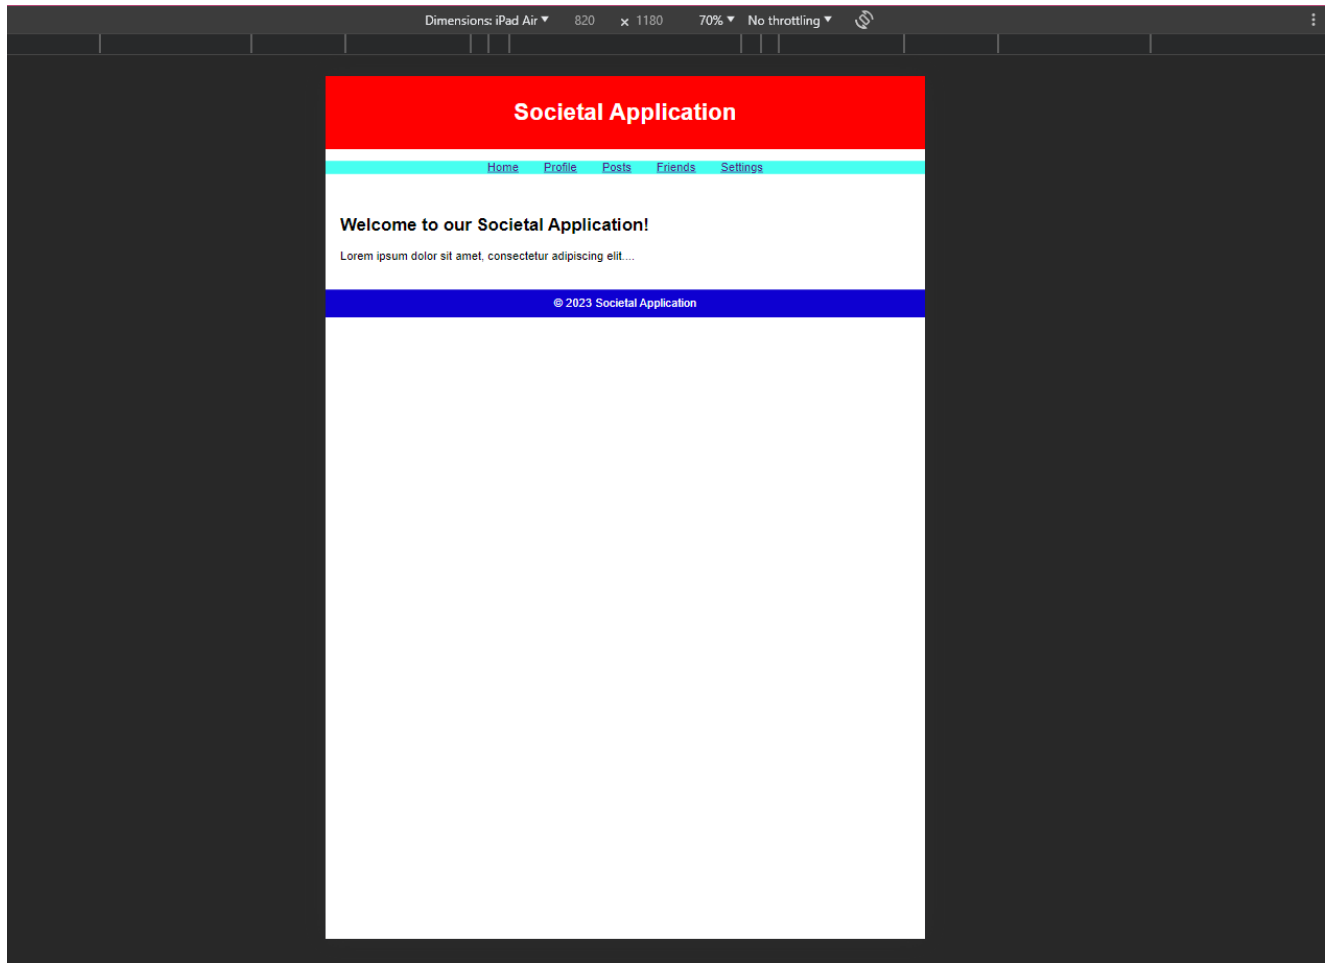 Dimensions: iPad Air ▼ 820 × 1180 70% ▼ No throttling ▼
Societal Application
Home Profile Posts Friends Settings
Welcome to our Societal Application!
Lorem ipsum dolor sit amet, consectetur adipiscing elit....
© 2023 Societal Application